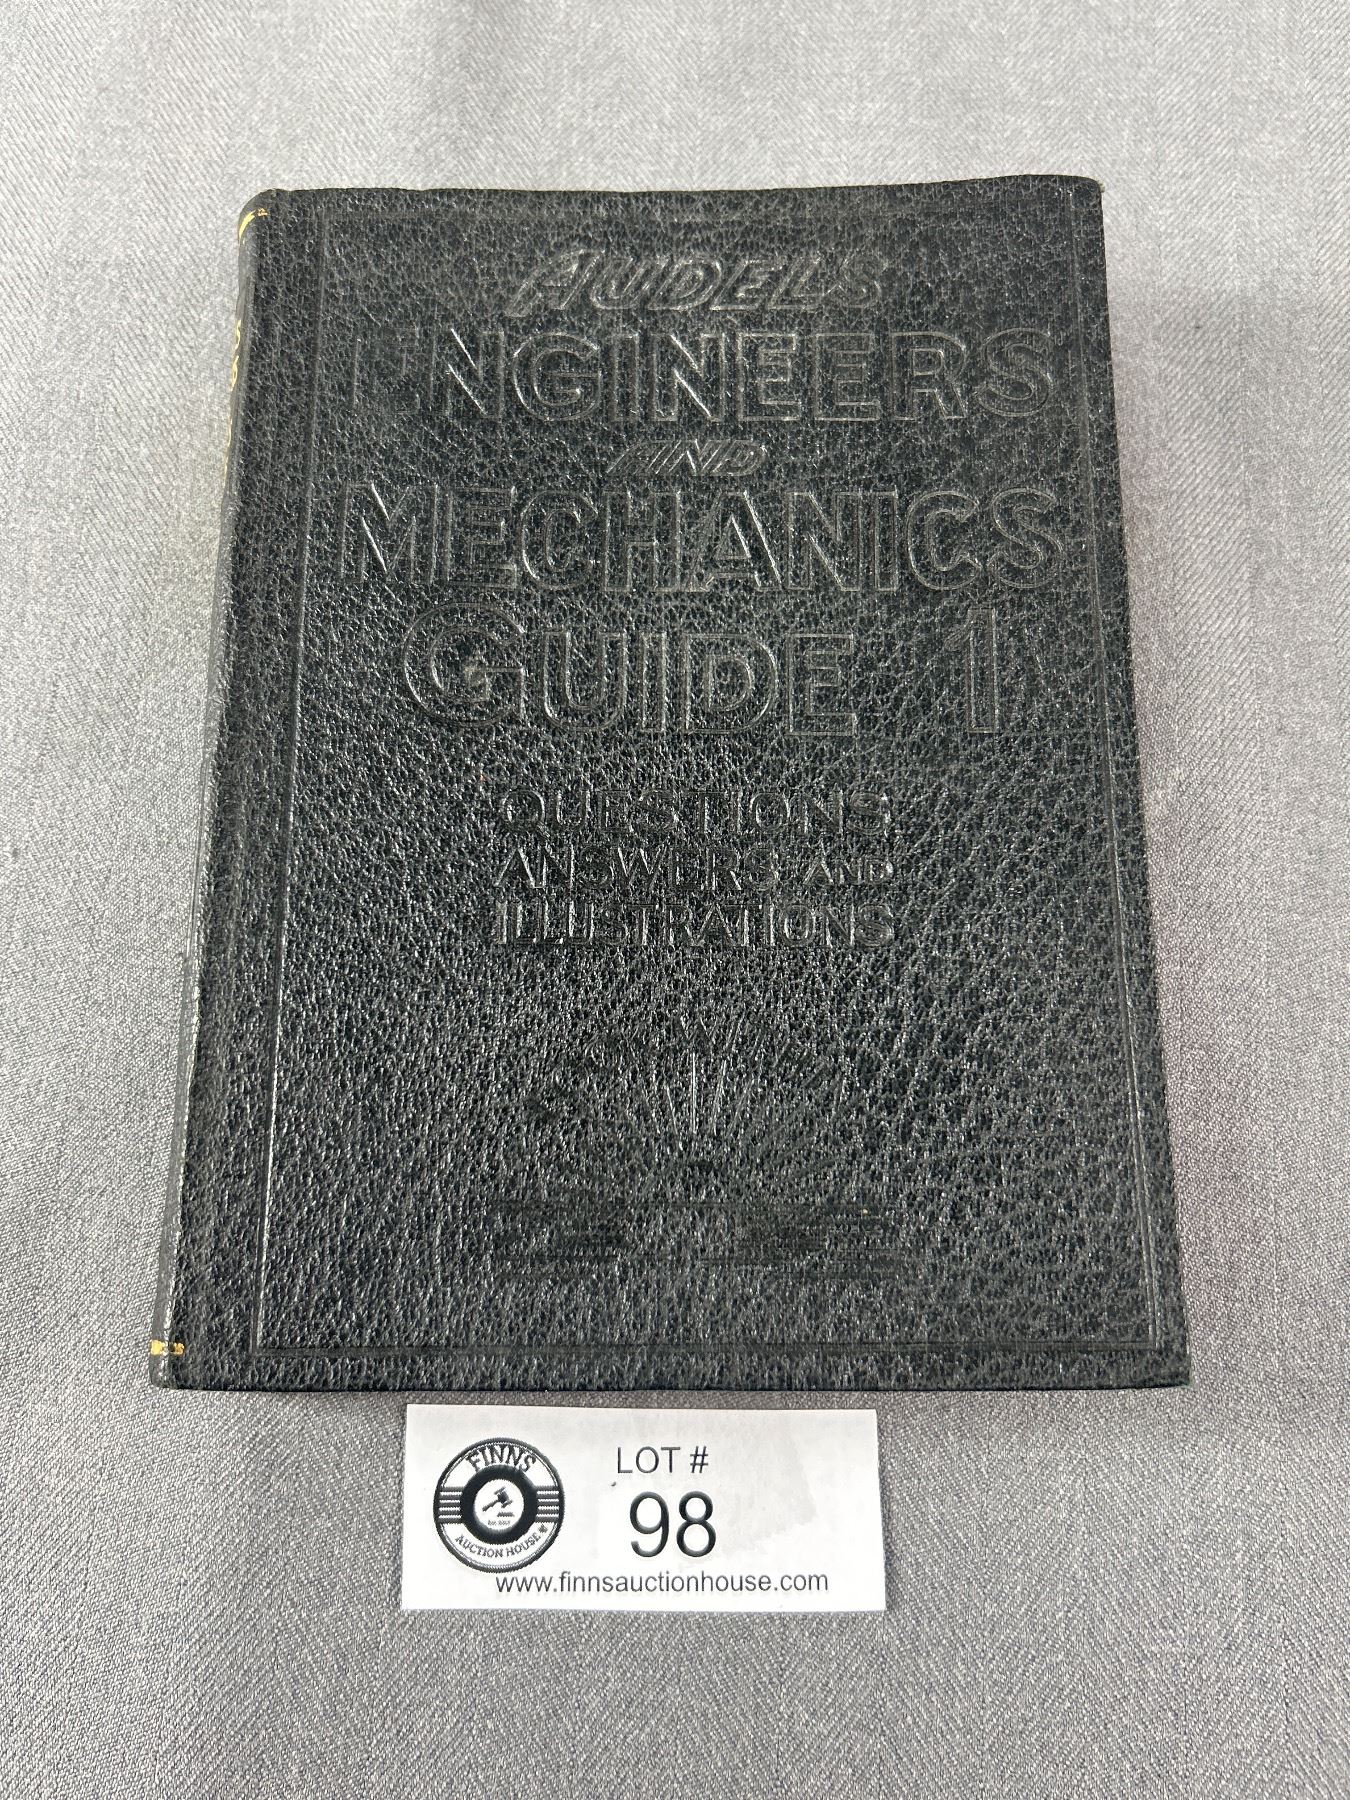 AUDELS
ENGINEERS
AND
MECHANICS
GUIDE 1
QUESTIONS
ANSWERS AND
ILLUSTRATIONS
FINNS
AUCTION HOUSE
LOT #
98
www.finnsauctionhouse.com